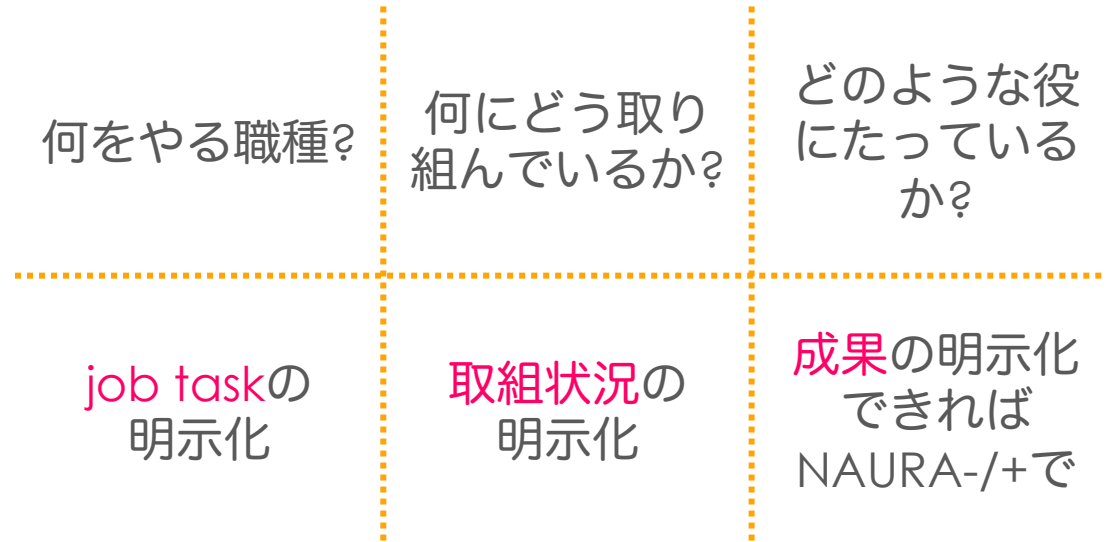 何をやる職種?
何にどう取り
組んでいるか?
どのような役
にたっている
か?
job taskの
明示化
取組状況の
明示化
成果の明示化
できれば
NAURA-/+で